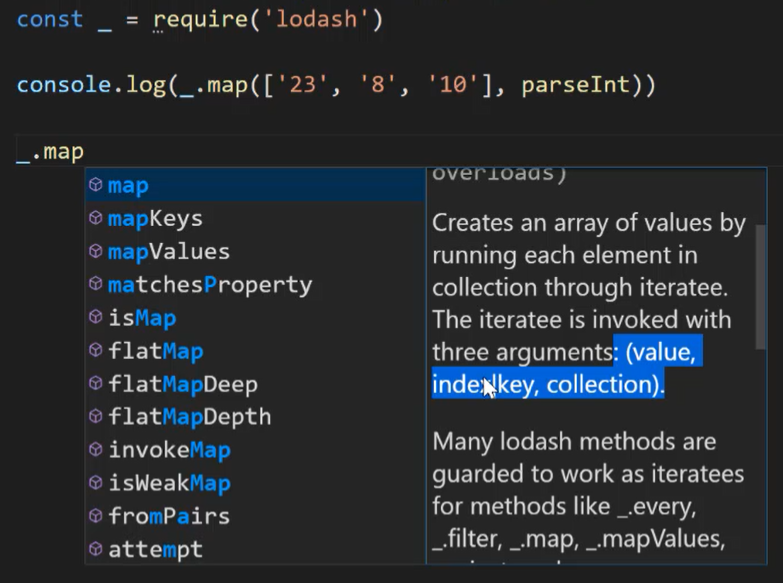 const _ = require('lodash')
console.log(_.map(['23', '8', '10'], parseInt))
_.map
map
mapKeys
mapValues
matchesProperty
isMap
flatMap
flatMapDeep
flatMapDepth
invokeMap
isWeakMap
fromPairs
attempt
overloads)
Creates an array of values by
running each element in
collection through iteratee.
The iteratee is invoked with
three arguments: (value,
index|key, collection).
Many lodash methods are
guarded to work as iteratees
for methods like _.every,
_.filter, _.map, _.mapValues,